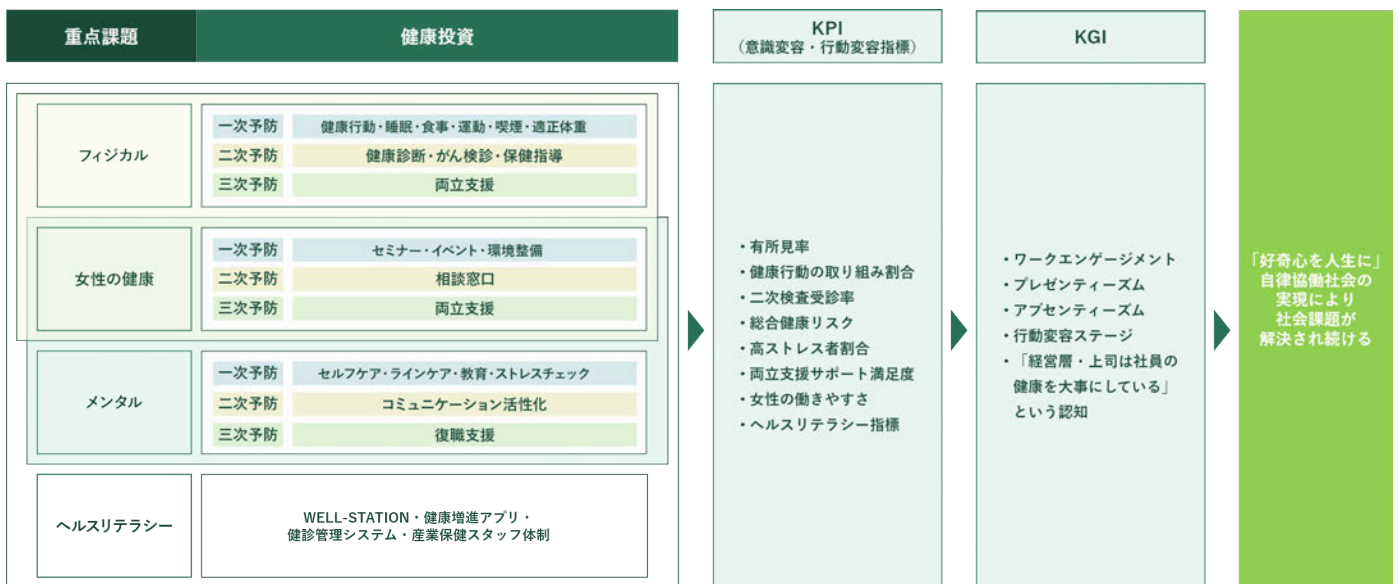 重点課題
健康投資
KPI
（意識変容・行動変容指標）
KGI
フィジカル
一次予防
健康行動・睡眠・食事・運動・喫煙・適正体重
二次予防
健康診断・がん検診・保健指導
三次予防
両立支援
女性の健康
一次予防
セミナー・イベント・環境整備
二次予防
相談窓口
三次予防
両立支援
メンタル
一次予防
セルフケア・ラインケア・教育・ストレスチェック
二次予防
コミュニケーション活性化
三次予防
復職支援
ヘルスリテラシー
WELL-STATION・健康増進アプリ・
健診管理システム・産業保健スタッフ体制
・有所見率
・健康行動の取り組み割合
・二次検査受診率
・総合健康リスク
・高ストレス者割合
・両立支援サポート満足度
・女性の働きやすさ
・ヘルスリテラシー指標
・ワークエンゲージメント
・プレゼンティーズム
・アブセンティーズム
・行動変容ステージ
・「経営層・上司は社員の
健康を大事にしている」
という認知
「好奇心を人生に」
自律協働社会の
実現により
社会課題が
解決され続ける